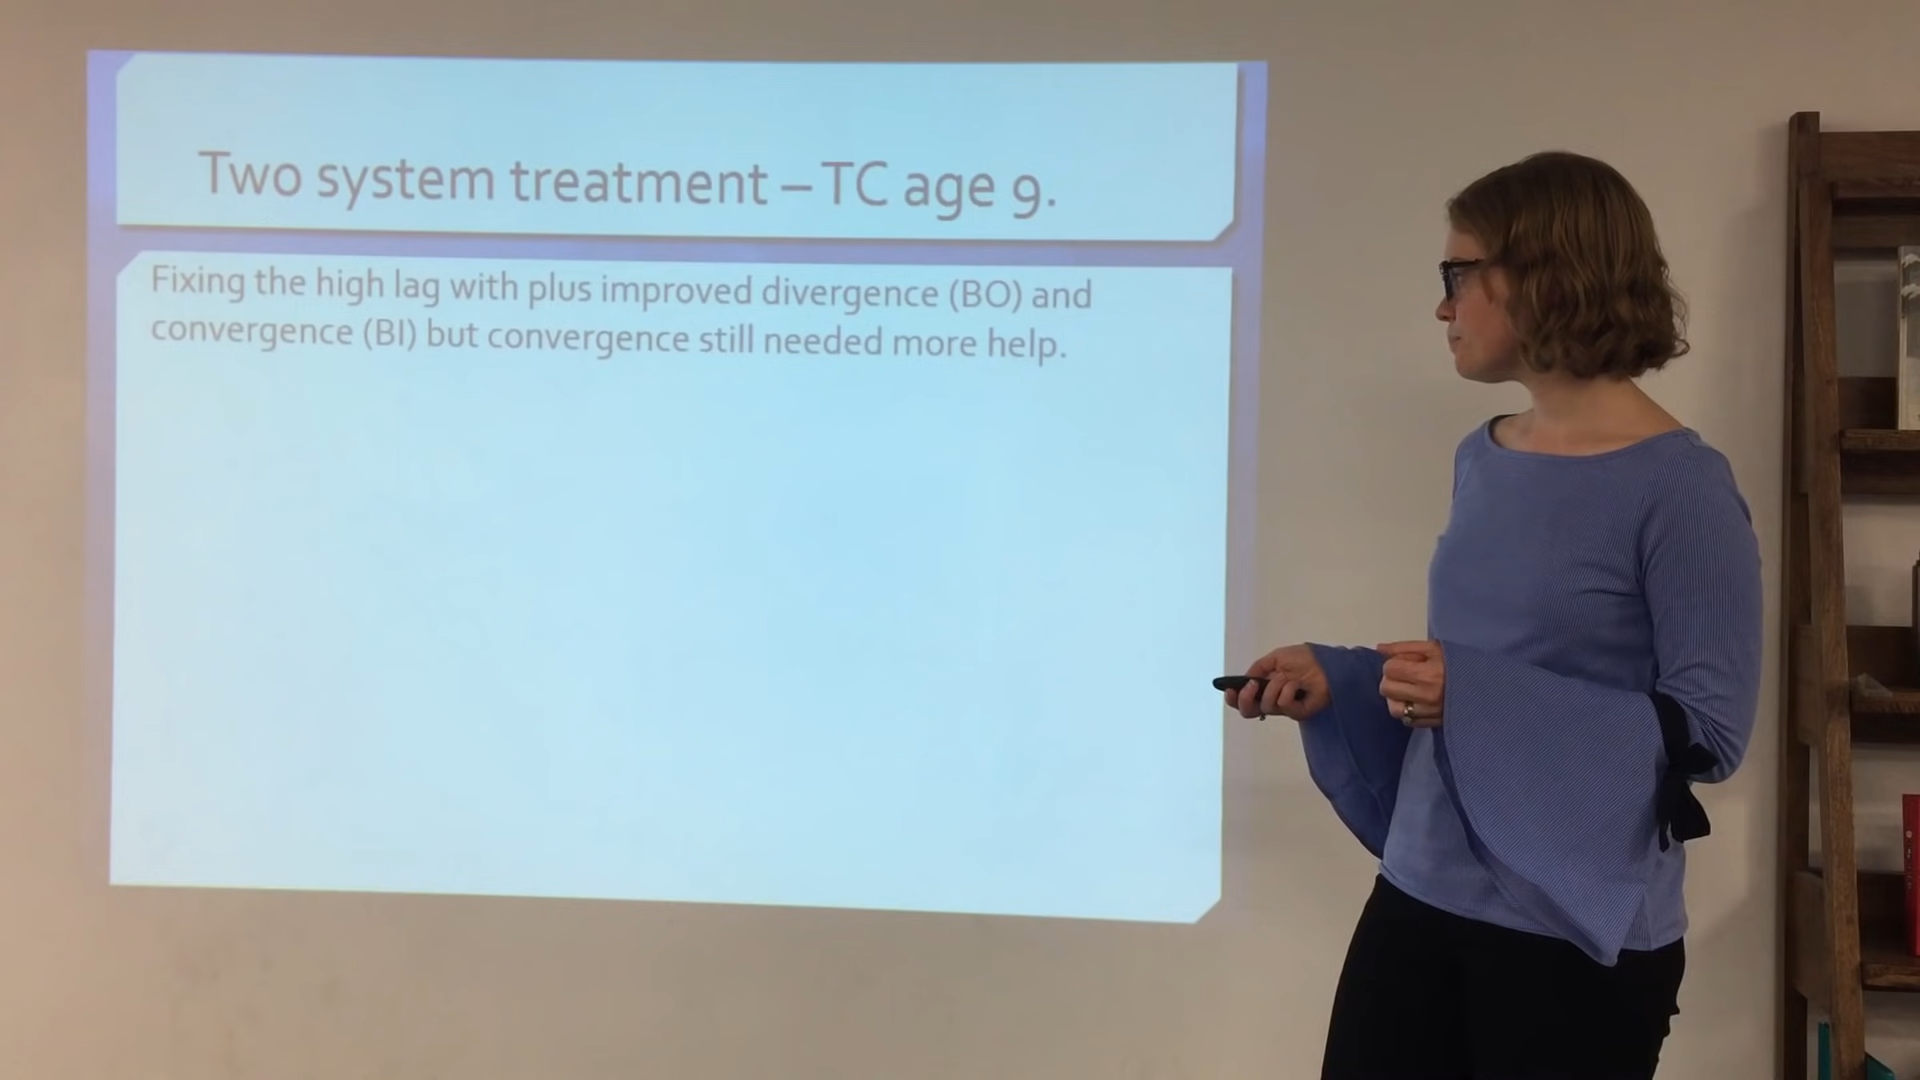 Two system treatment – TC age 9.
Fixing the high lag with plus improved divergence (BO) and
convergence (BI) but convergence still needed more help.